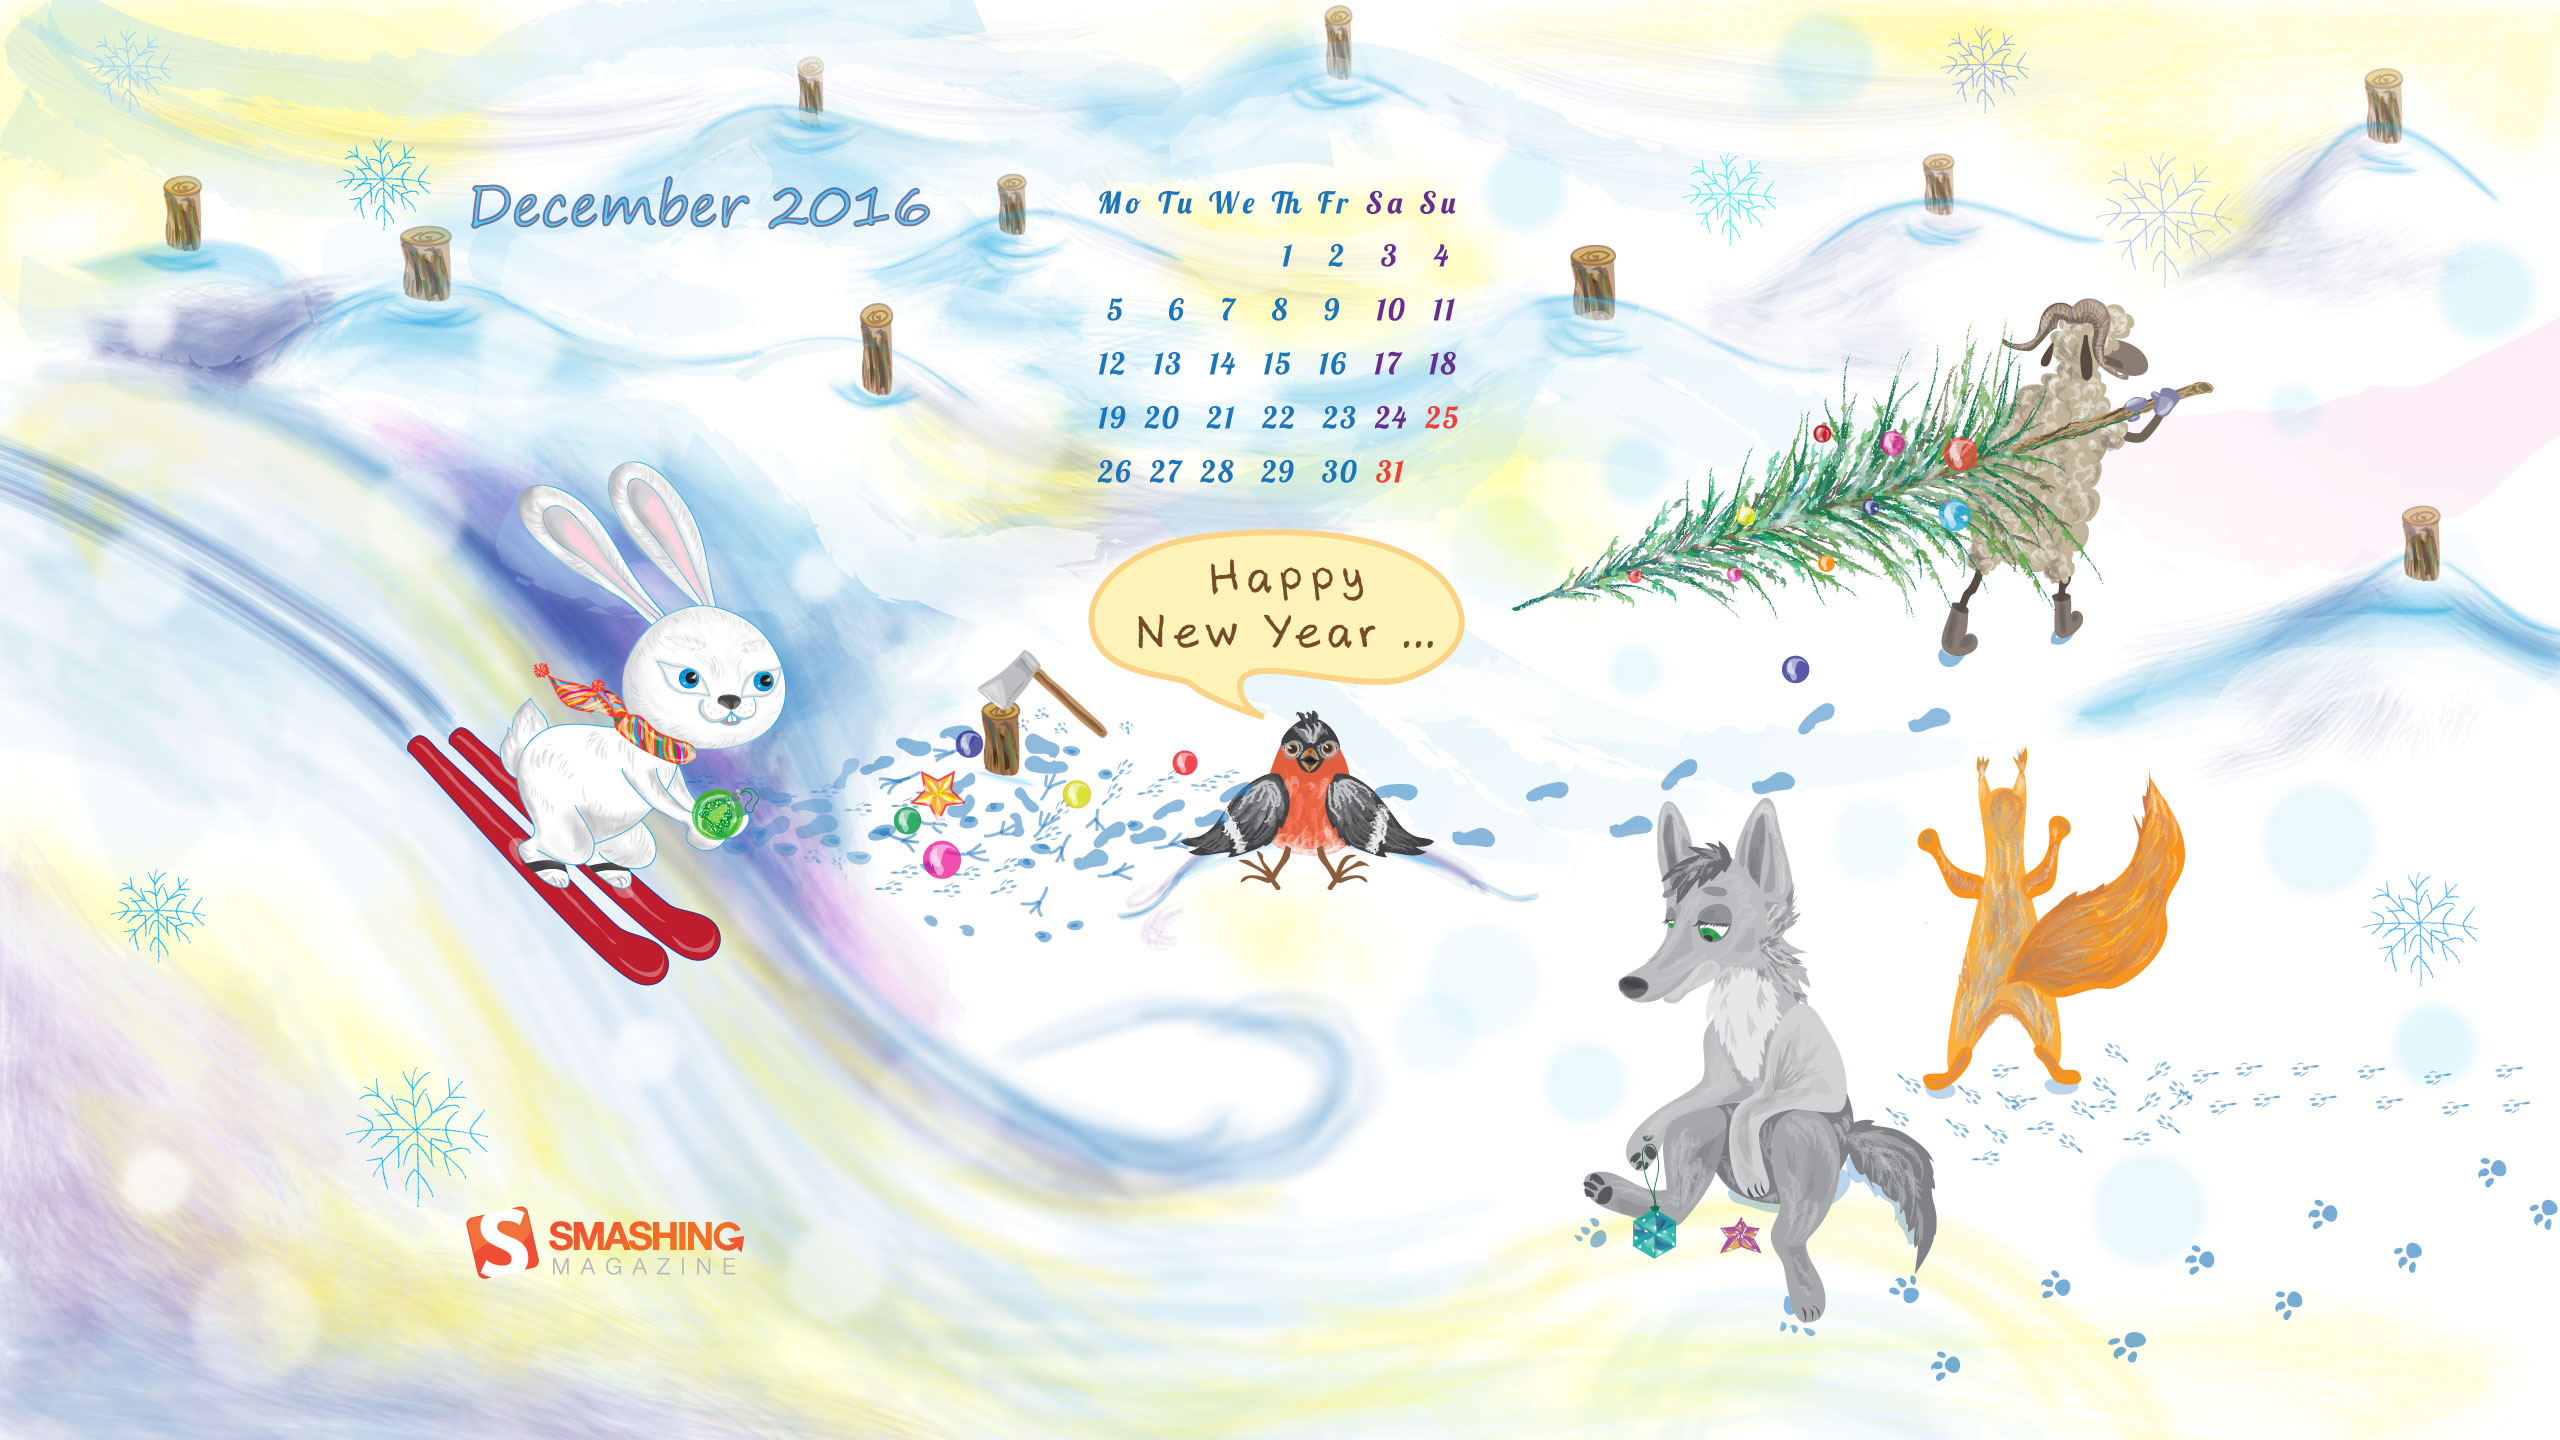 December 2016
Mo Tu We Th Fr Sa Su
1 2 3 4
5 6 7 8 9 10 11
12 13 14 15 16 17 18
19 20 21 22 23 24 25
26 27 28 29 30 31
Happy
New Year ...
S SMASHING
MAGAZINE